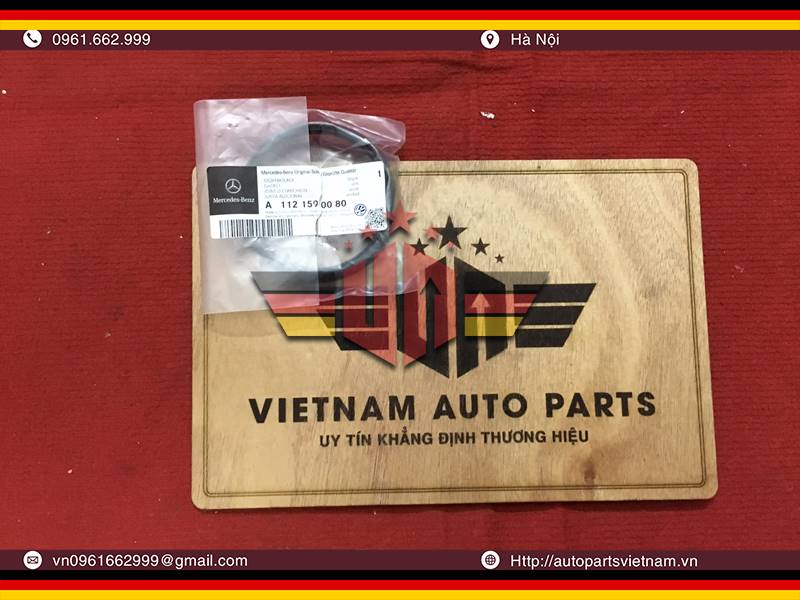 0961.662.999
Hà Nội
Mercedes-Benz
1
A 112 159 00 80
VIETNAM AUTO PARTS
UY TÍN KHẲNG ĐỊNH THƯƠNG HIỆU
vn0961662999@gmail.com
Http://autopartsvietnam.vn